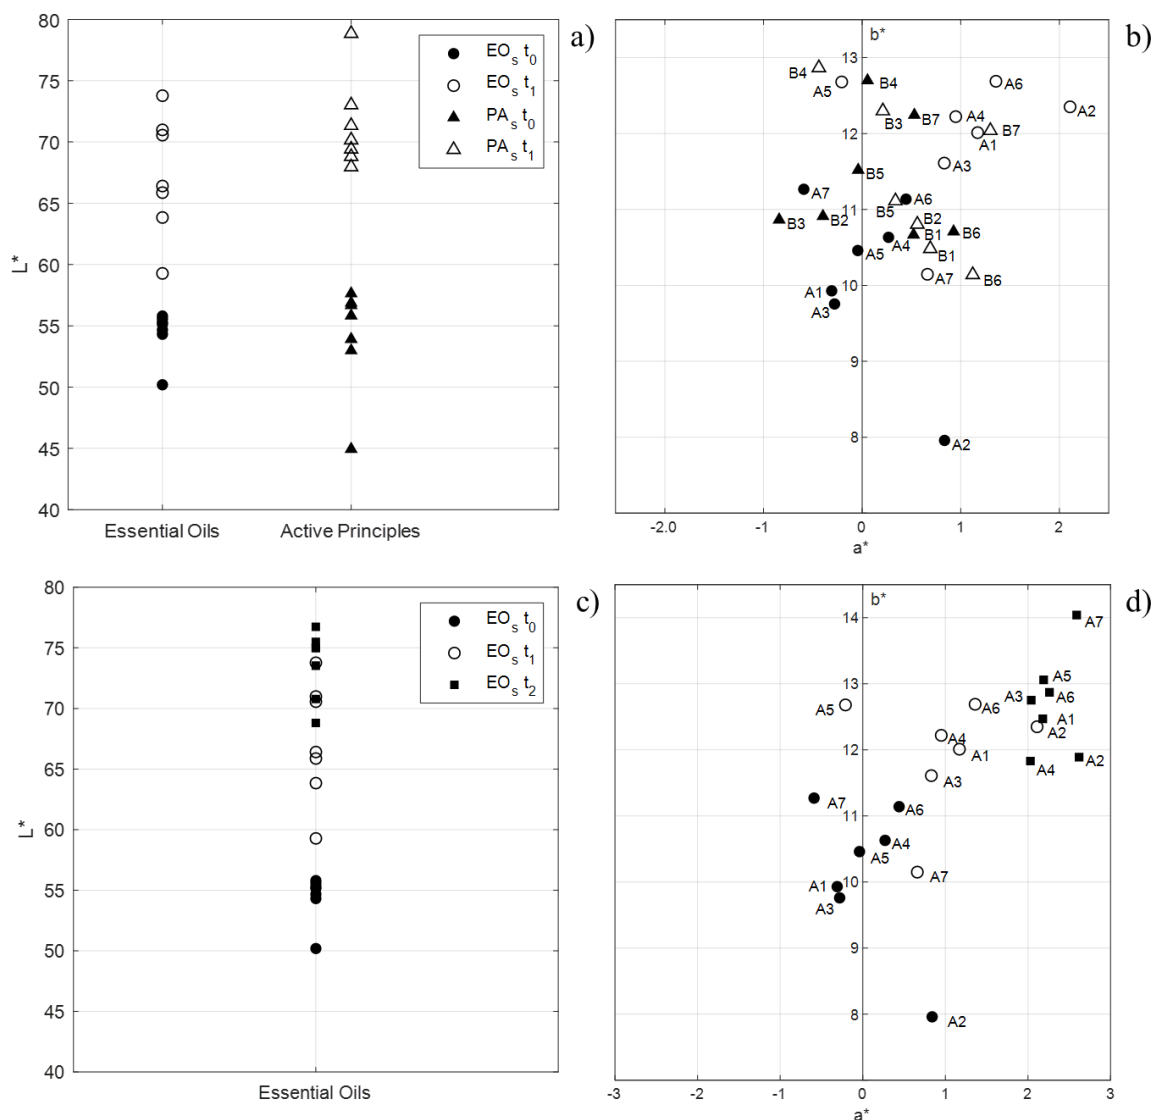 a)
L*
80
75
70
65
60
55
50
45
40
EOs t0
EOs t1
PAs t0
PAs t1
Essential Oils
Active Principles
b)
b*
13
12
11
10
9
8
-2.0
-1
0
1
2
a*
B4
A5
B4
A6
A2
B3
B7
A4
B7
A1
A3
B5
A7
A6
B5
B3
B2
B2
B1
B6
A4
A5
B1
A1
A7
B6
A3
A2
c)
L*
80
75
70
65
60
55
50
45
40
EOs t0
EOs t1
EOs t2
Essential Oils
d)
b*
14
13
12
11
10
9
8
-3
-2
-1
0
1
2
3
a*
A7
A5
A3
A6
A5
A6
A1
A2
A4
A1
A4
A2
A3
A7
A6
A4
A5
A7
A1
A3
A2